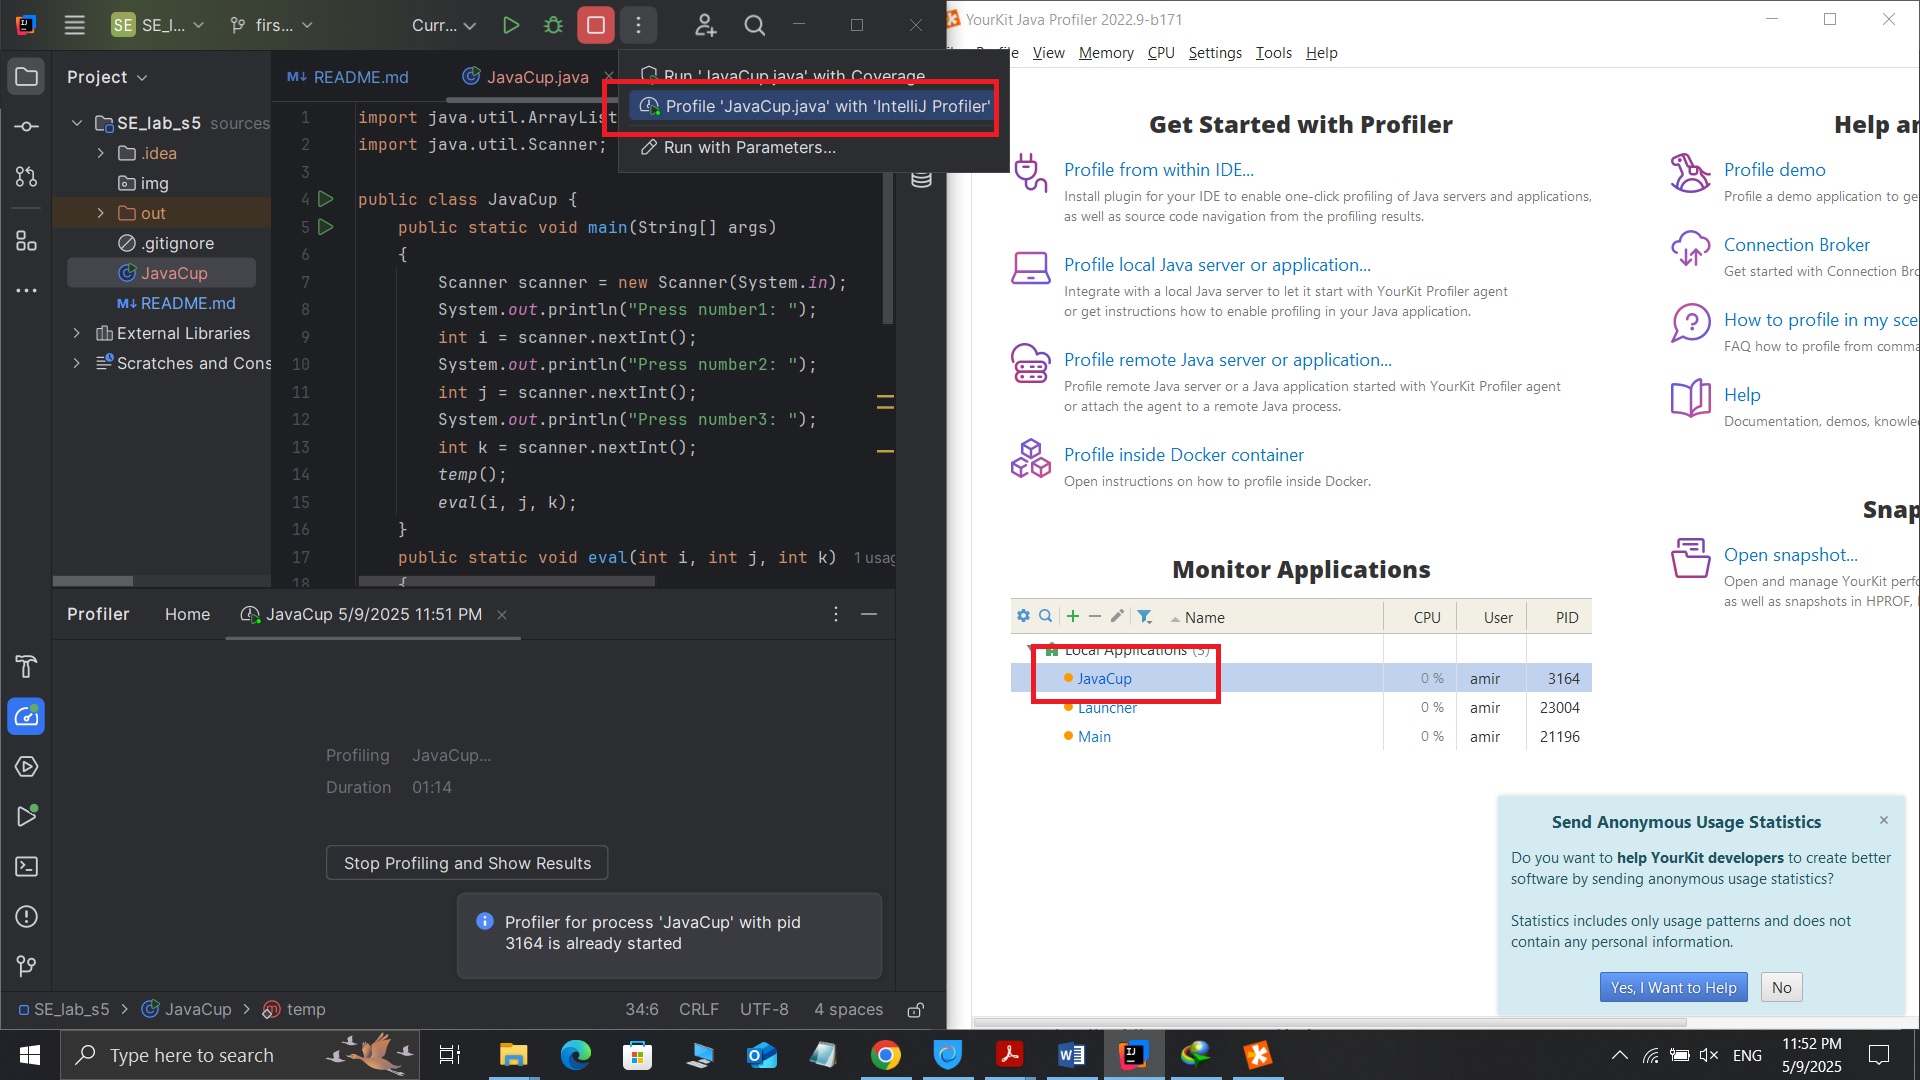 SE SE_l... firs... Curr...
Project
README.md JavaCup.java
Run 'JavaCup.java' with Coverage
Profile 'JavaCup.java' with 'IntelliJ Profiler'
Run with Parameters...
SE_lab_s5 sources
.idea
img
out
.gitignore
JavaCup
README.md
External Libraries
Scratches and Cons
1 import java.util.ArrayList
2 import java.util.Scanner;
3
4 public class JavaCup {
5 public static void main(String[] args)
6 {
7 Scanner scanner = new Scanner(System.in);
8 System.out.println("Press number1: ");
9 int i = scanner.nextInt();
10 System.out.println("Press number2: ");
11 int j = scanner.nextInt();
12 System.out.println("Press number3: ");
13 int k = scanner.nextInt();
14 temp();
15 eval(i, j, k);
16 }
17 public static void eval(int i, int j, int k) 1 usag
18 {
Profiler Home JavaCup 5/9/2025 11:51 PM
Profiling JavaCup...
Duration 01:14
Stop Profiling and Show Results
Profiler for process 'JavaCup' with pid
3164 is already started
SE_lab_s5 JavaCup temp 34:6 CRLF UTF-8 4 spaces
YourKit Java Profiler 2022.9-b171
View Memory CPU Settings Tools Help
Get Started with Profiler
Profile from within IDE...
Install plugin for your IDE to enable one-click profiling of Java servers and applications,
as well as source code navigation from the profiling results.
Profile local Java server or application...
Integrate with a local Java server to let it start with YourKit Profiler agent
or get instructions how to enable profiling in your Java application.
Profile remote Java server or application...
Profile remote Java server or a Java application started with YourKit Profiler agent
or attach the agent to a remote Java process.
Profile inside Docker container
Open instructions on how to profile inside Docker.
Help an
Profile demo
Profile a demo application to ge
Connection Broker
Get started with Connection Bro
How to profile in my sce
FAQ how to profile from comma
Help
Documentation, demos, knowle
Snap
Open snapshot...
Open and manage YourKit perfo
as well as snapshots in HPROF,
Monitor Applications
Name CPU User PID
Local Applications (3)
JavaCup 0 % amir 3164
Launcher 0 % amir 23004
Main 0 % amir 21196
Send Anonymous Usage Statistics
Do you want to help YourKit developers to create better
software by sending anonymous usage statistics?
Statistics includes only usage patterns and does not
contain any personal information.
Yes, I Want to Help No
Type here to search
ENG 11:52 PM
5/9/2025